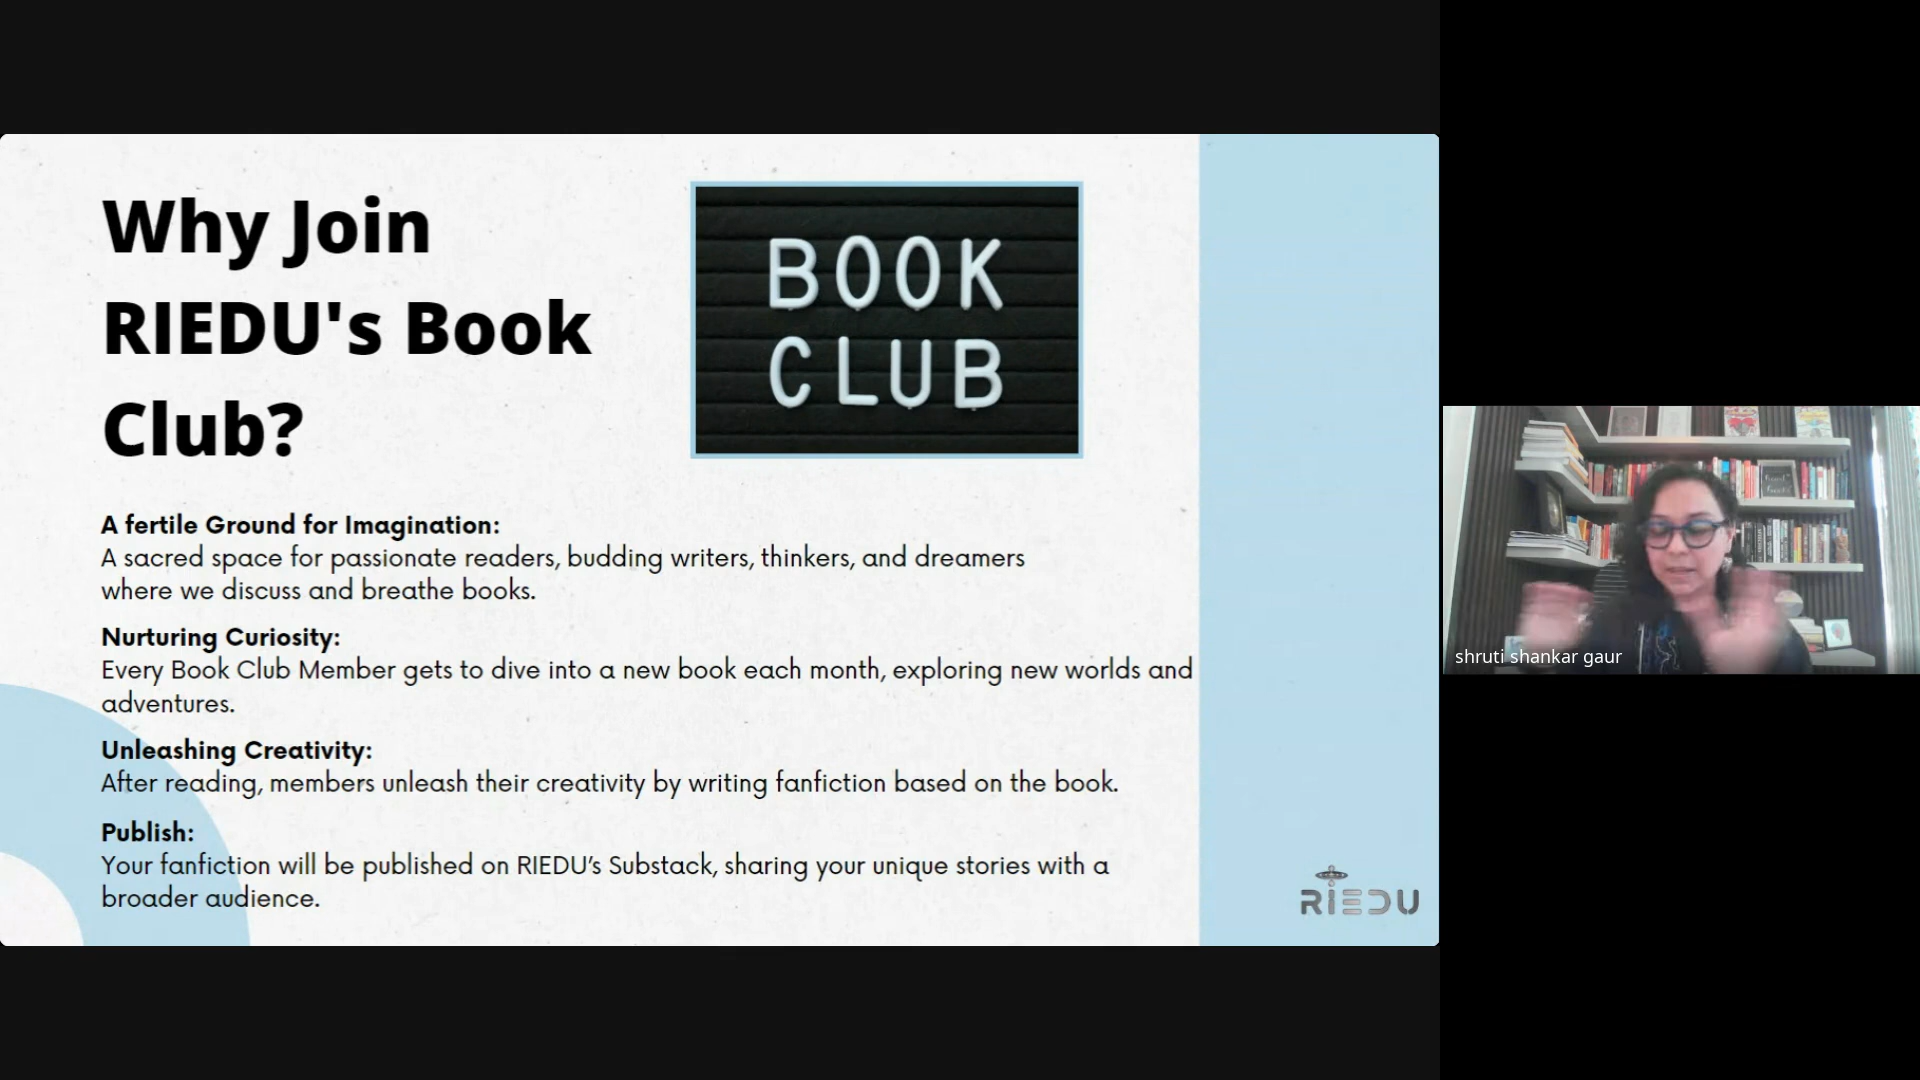 Why Join
RIEDU's Book
Club?
BOOK
CLUB
A fertile Ground for Imagination:
A sacred space for passionate readers, budding writers, thinkers, and dreamers
where we discuss and breathe books.
Nurturing Curiosity:
Every Book Club Member gets to dive into a new book each month, exploring new worlds and
adventures.
Unleashing Creativity:
After reading, members unleash their creativity by writing fanfiction based on the book.
Publish:
Your fanfiction will be published on RIEDU’s Substack, sharing your unique stories with a
broader audience.
RIEDU
shruti shankar gaur